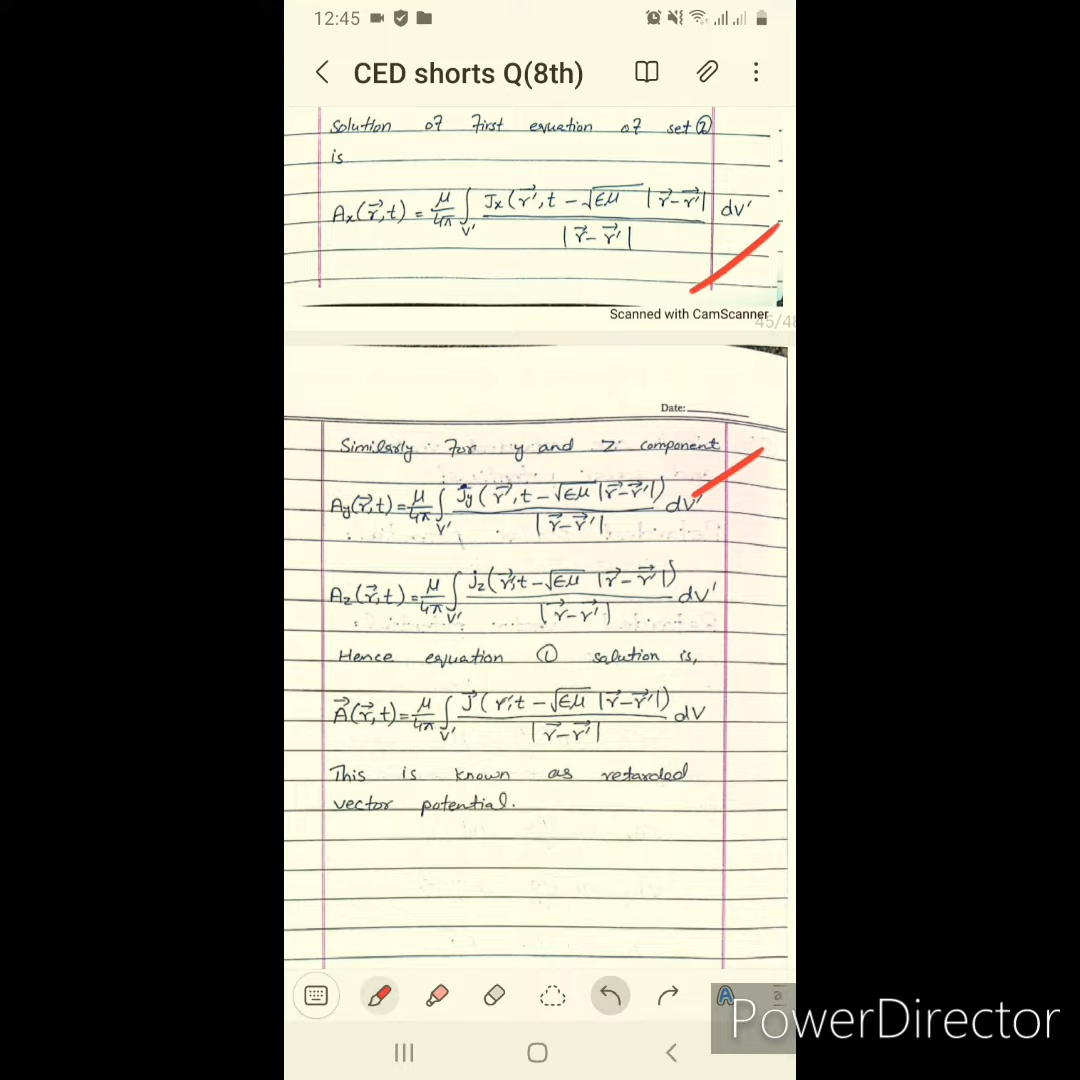 12:45
CED shorts Q(8th)
Solution of first equation of set ②
is
Aₓ(r⃗,t) = μ/4π ∫V' Jₓ(r⃗',t − √εμ |r⃗−r⃗'|) / |r⃗−r⃗'| dv'
Scanned with CamScanner
45/48
Date:
Similarly for y and z component
Ay(r⃗,t) = μ/4π ∫V' Jy(r⃗',t − √εμ |r⃗−r⃗'|) / |r⃗−r⃗'| dV'
Az(r⃗,t) = μ/4π ∫V' Jz(r⃗',t − √εμ |r⃗−r⃗'|) / |r⃗−r⃗'| dV'
Hence equation ① solution is,
A⃗(r⃗,t) = μ/4π ∫V' J⃗(r',t − √εμ |r⃗−r⃗'|) / |r⃗−r⃗'| dV
This is known as retarded
vector potential.
A
PowerDirector